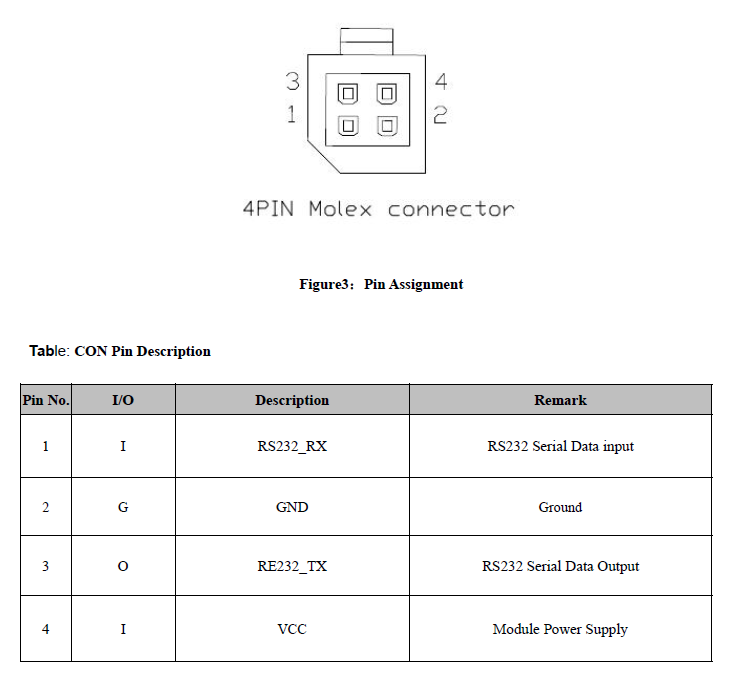 3 4
1 2
4PIN Molex connector
Figure3：Pin Assignment
Table: CON Pin Description
Pin No. I/O Description Remark
1 I RS232_RX RS232 Serial Data input
2 G GND Ground
3 O RE232_TX RS232 Serial Data Output
4 I VCC Module Power Supply